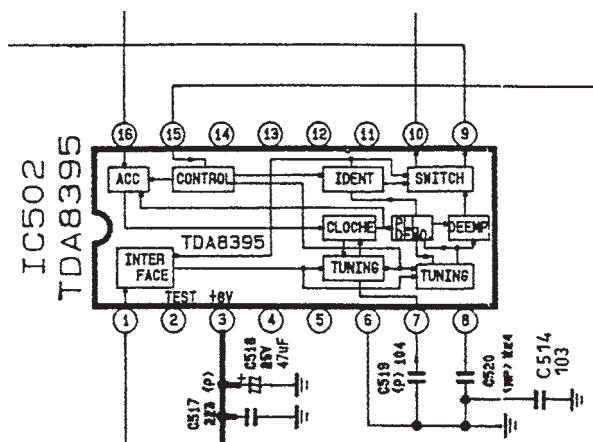 IC502
TDA8395
16 15 14 13 12 11 10 9
ACC
CONTROL
IDENT
SWITCH
CLOCHE
DEMO
DEEMP
TDA8395
INTER
FACE
TUNING
TUNING
TEST +8V
1 2 3 4 5 6 7 8
(P)
C518
47uF
C517
C519
(P) 104
C520
C514
103